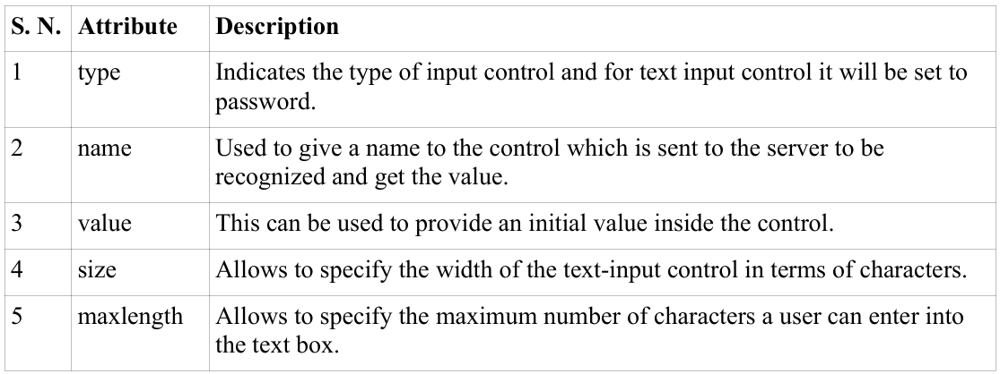 S. N. Attribute Description
1 type Indicates the type of input control and for text input control it will be set to
password.
2 name Used to give a name to the control which is sent to the server to be
recognized and get the value.
3 value This can be used to provide an initial value inside the control.
4 size Allows to specify the width of the text-input control in terms of characters.
5 maxlength Allows to specify the maximum number of characters a user can enter into
the text box.